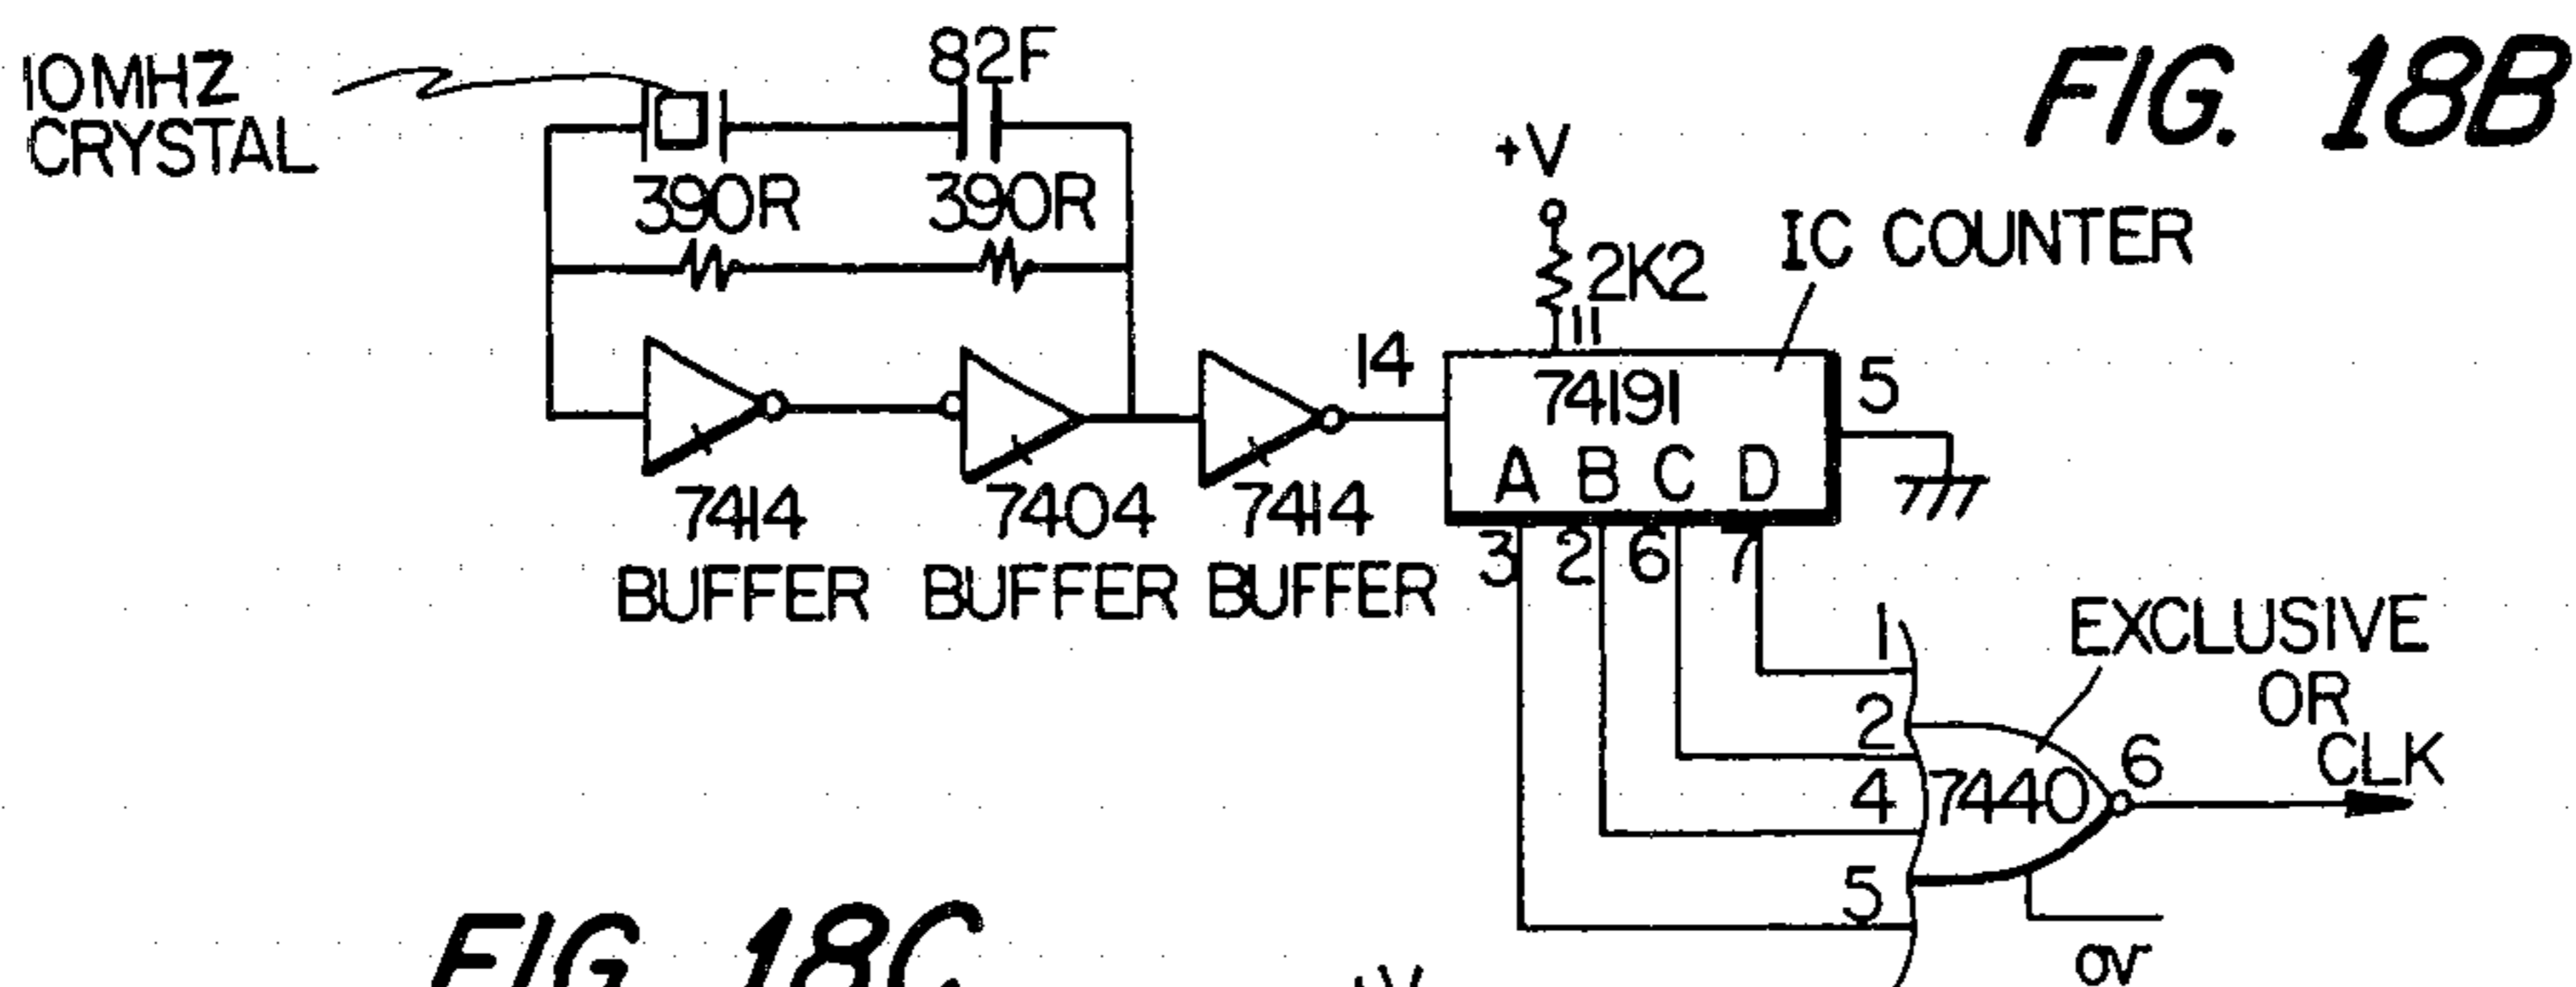 10MHZ
CRYSTAL
82F
FIG. 18B
390R
390R
+V
2K2
IC COUNTER
11
14
74191
5
A B C D
7414
BUFFER
7404
BUFFER
7414
BUFFER
3
2
6
7
1
EXCLUSIVE
OR
2
CLK
4
7440
6
5
0V
FIG. 18C
+V